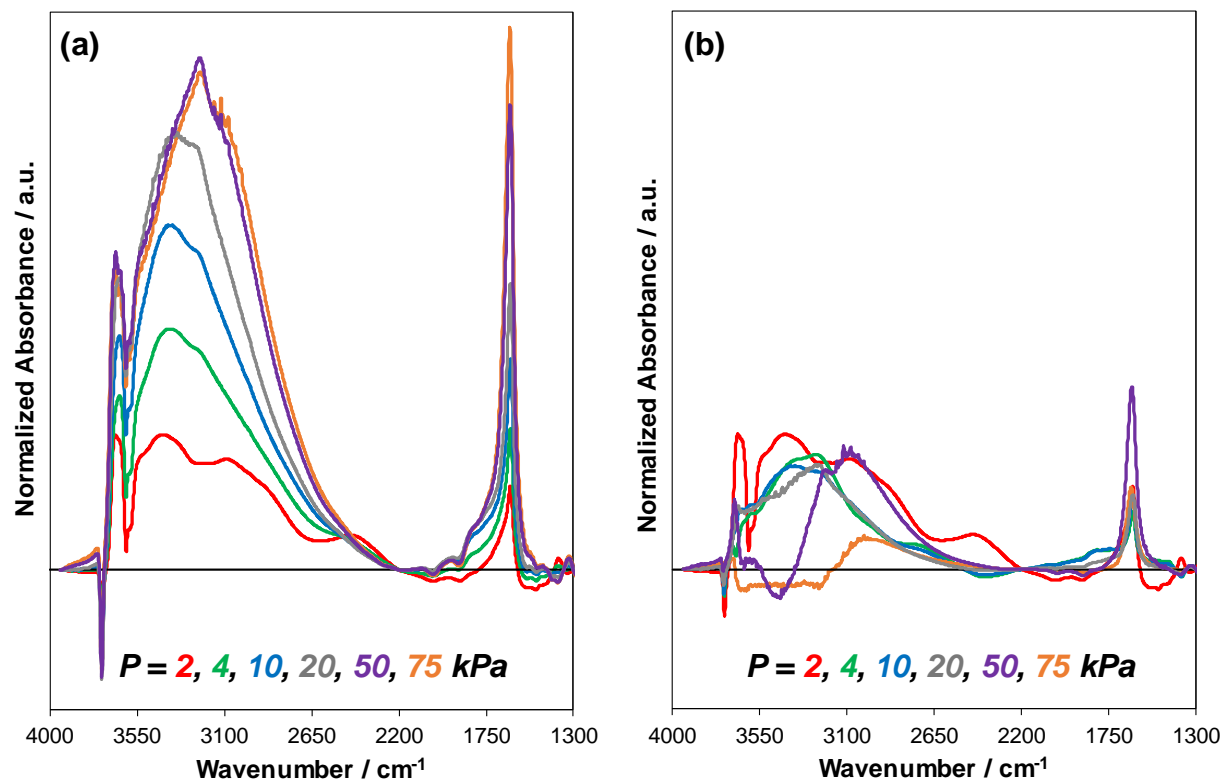 (a)
Normalized Absorbance / a.u.
P = 2, 4, 10, 20, 50, 75 kPa
4000 3550 3100 2650 2200 1750 1300
Wavenumber / cm⁻¹
(b)
Normalized Absorbance / a.u.
P = 2, 4, 10, 20, 50, 75 kPa
4000 3550 3100 2650 2200 1750 1300
Wavenumber / cm⁻¹